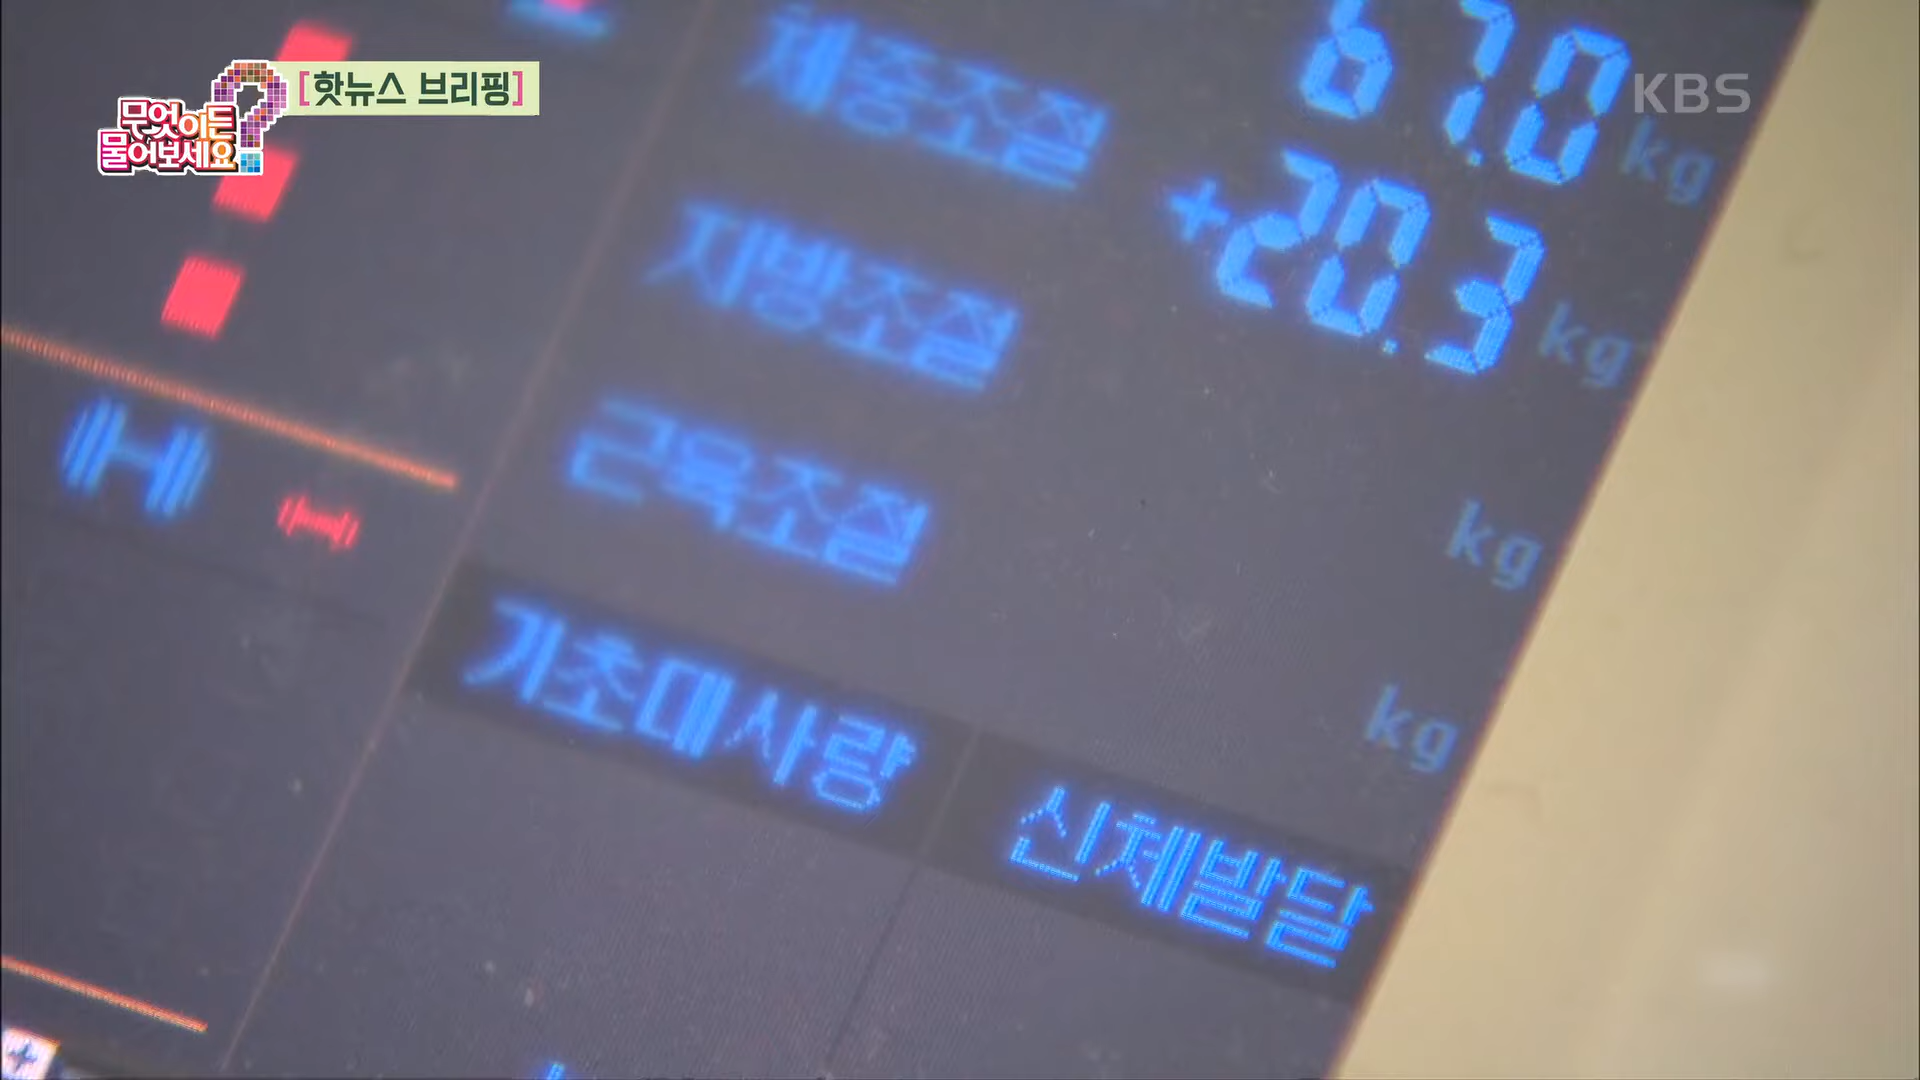 [핫뉴스 브리핑]
무엇이든
물어보세요
?
KBS
67.0 kg
체중조절 +20.3 kg
지방조절 kg
근육조절 kg
기초대사량 신체발달